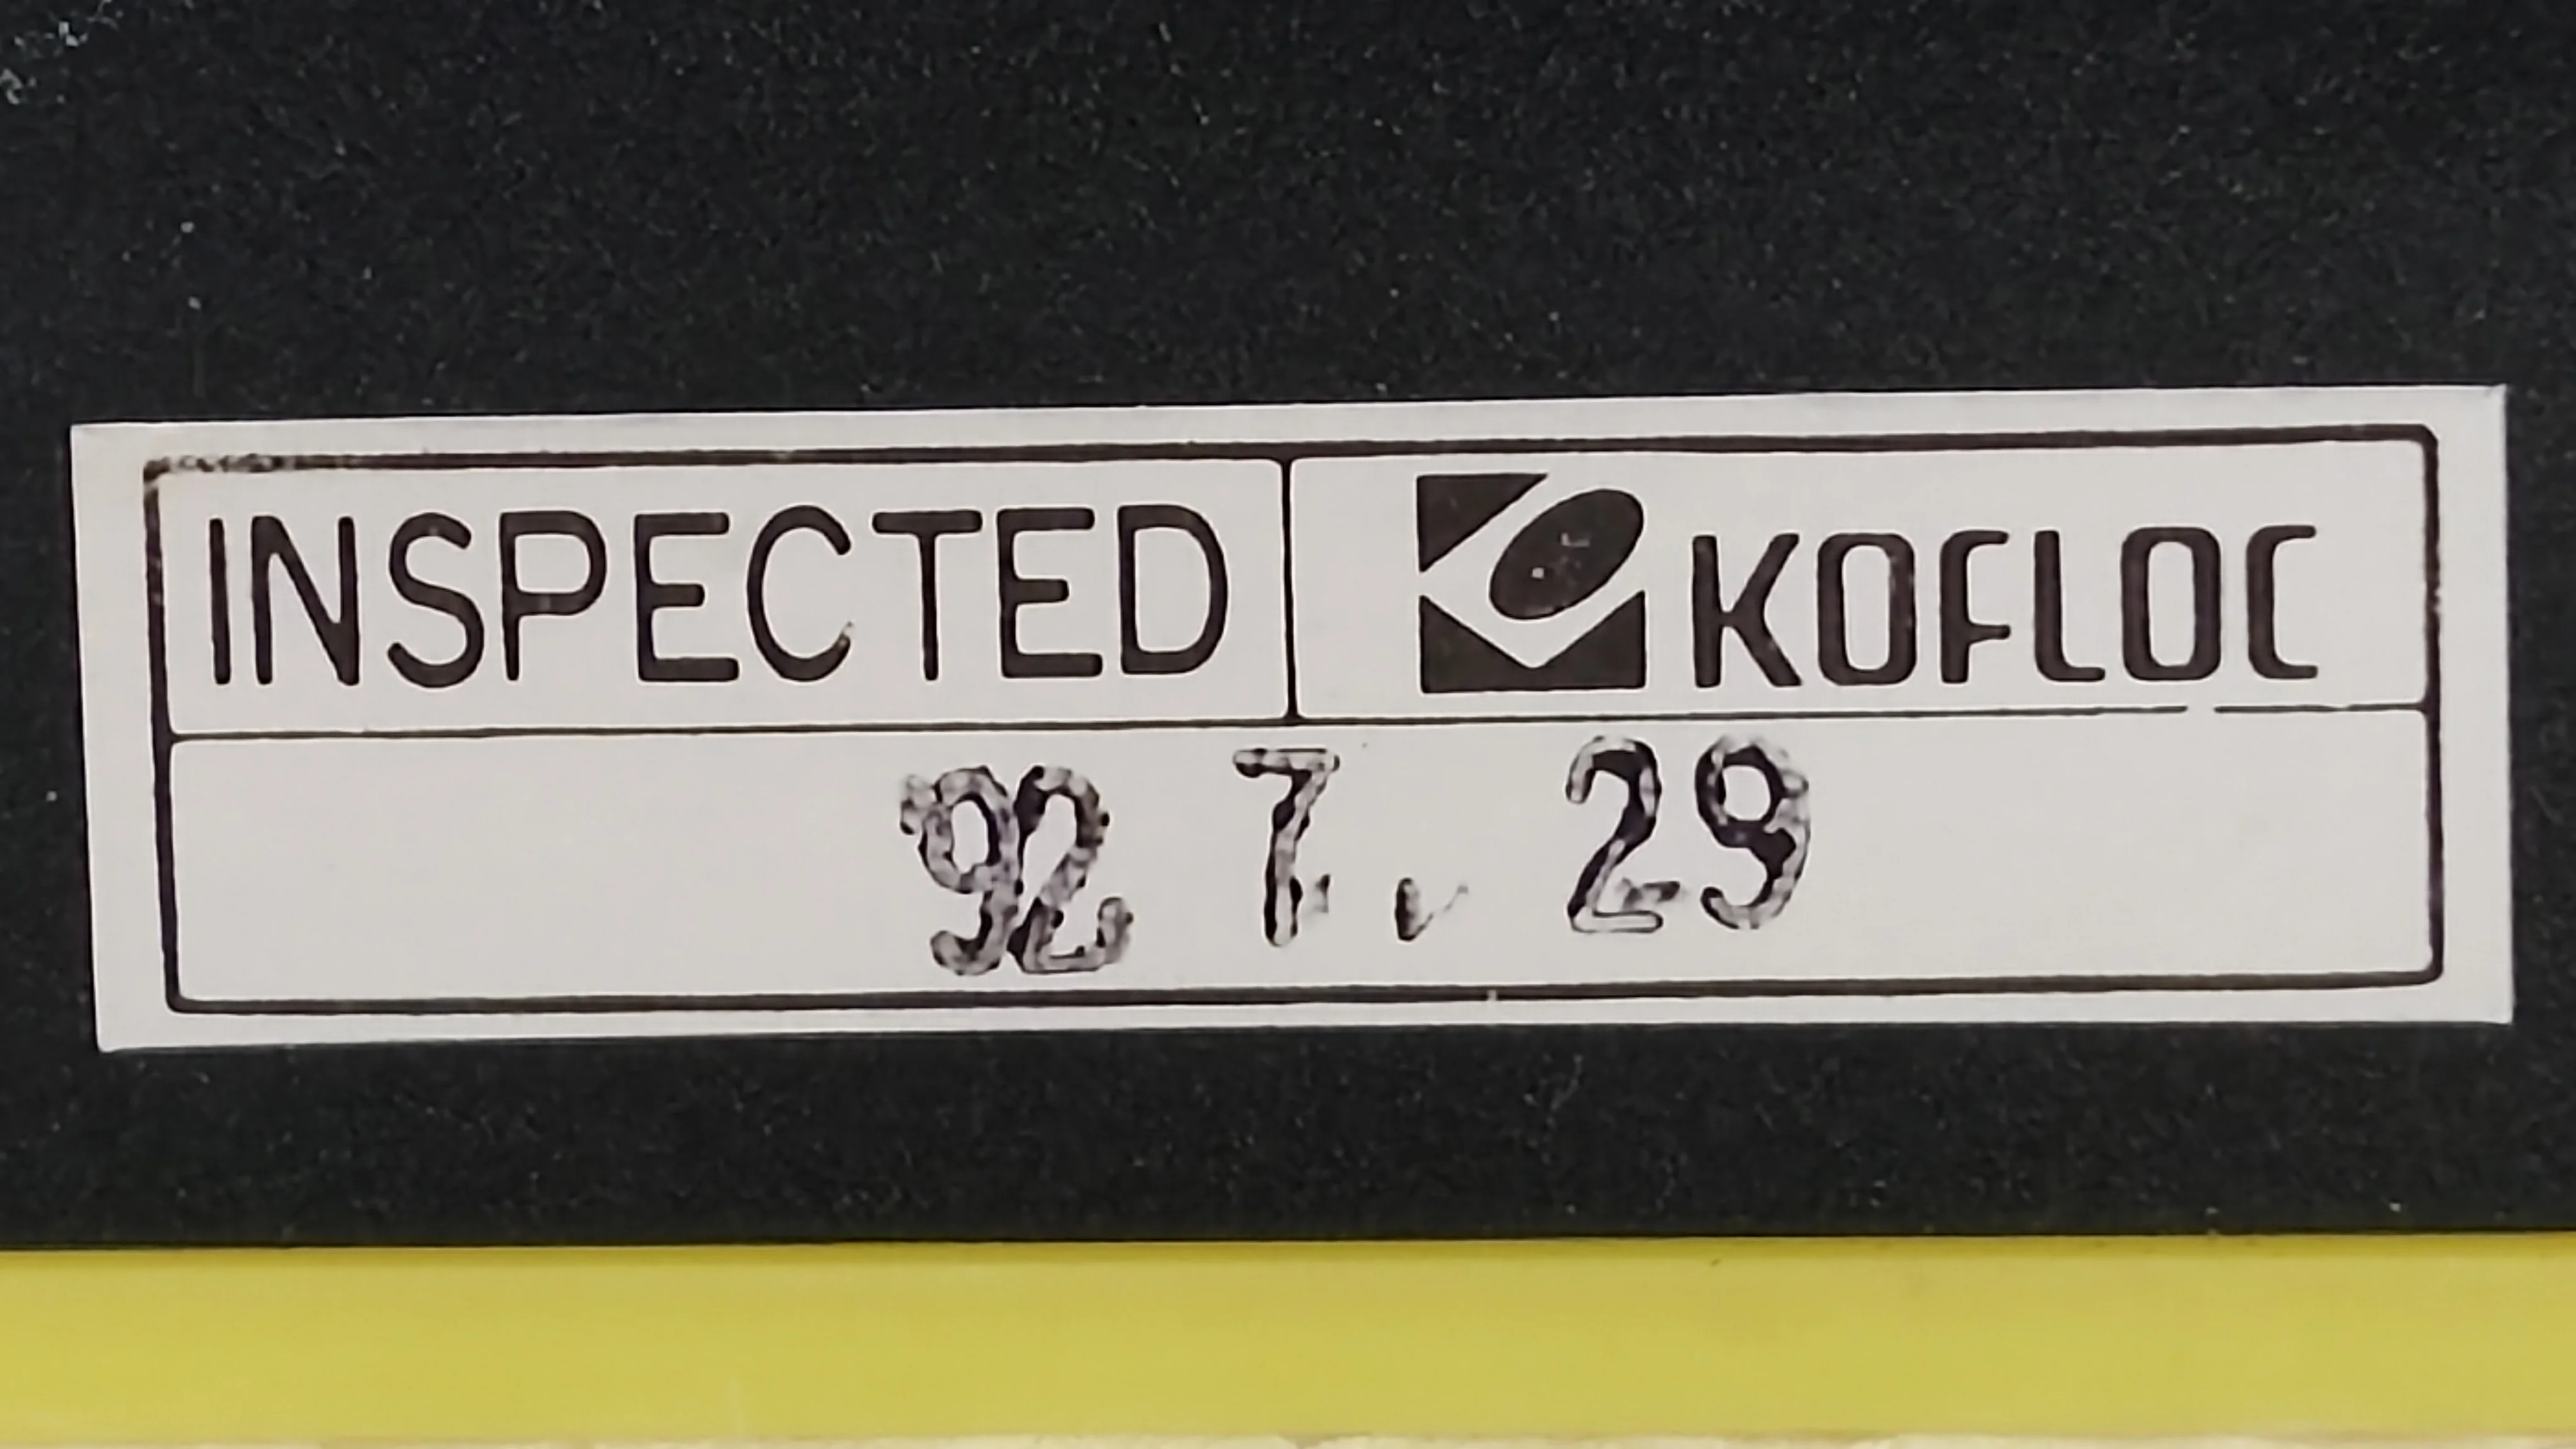 INSPECTED KOFLOC
'92 7. 29